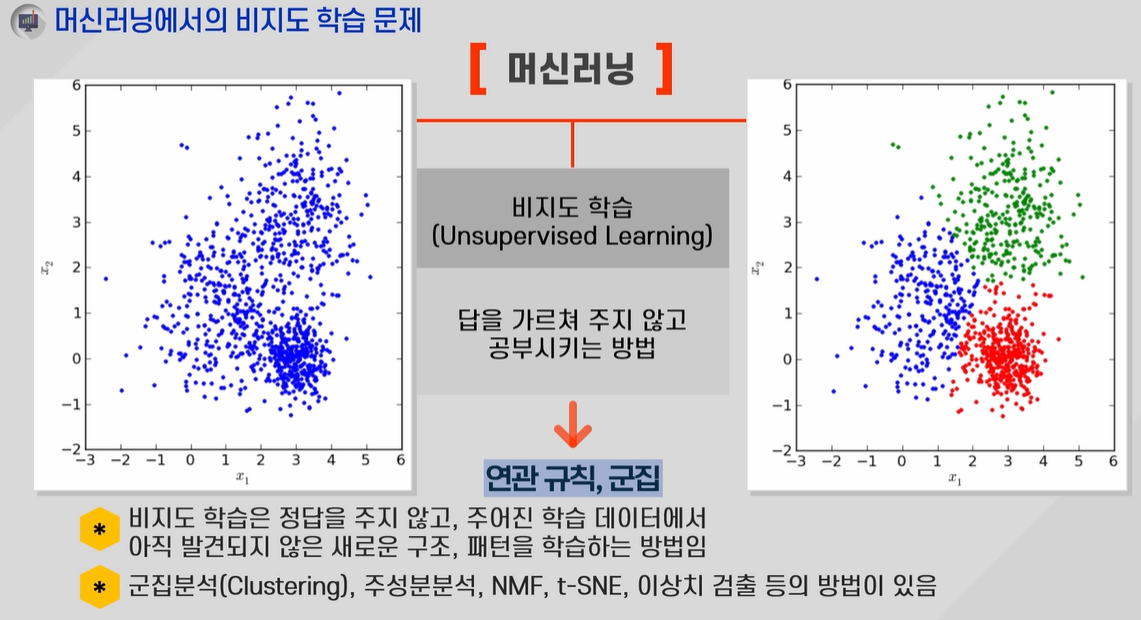 머신러닝에서의 비지도 학습 문제
[ 머신러닝 ]
6
5
4
3
2
1
0
−1
−2
x2
−3 −2 −1 0 1 2 3 4 5 6
x1
비지도 학습
(Unsupervised Learning)
답을 가르쳐 주지 않고
공부시키는 방법
연관 규칙, 군집
6
5
4
3
2
1
0
−1
−2
x2
−3 −2 −1 0 1 2 3 4 5 6
x1
* 비지도 학습은 정답을 주지 않고, 주어진 학습 데이터에서
아직 발견되지 않은 새로운 구조, 패턴을 학습하는 방법임
* 군집분석(Clustering), 주성분분석, NMF, t-SNE, 이상치 검출 등의 방법이 있음